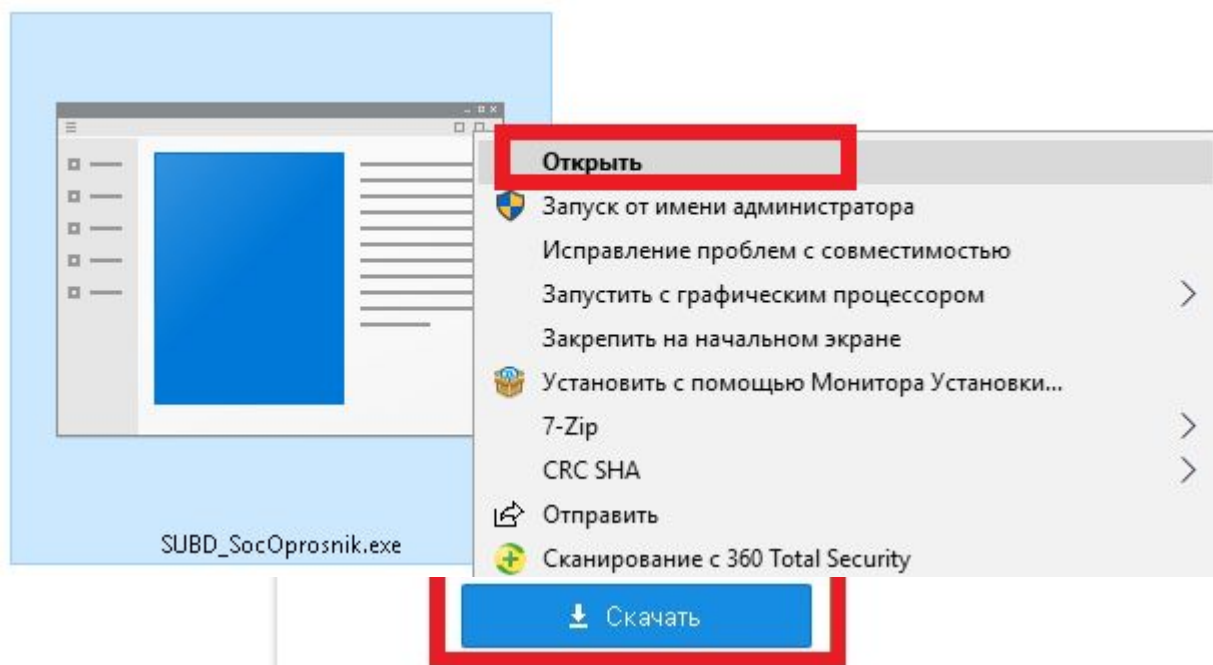 Открыть
Запуск от имени администратора
Исправление проблем с совместимостью
Запустить с графическим процессором
Закрепить на начальном экране
Установить с помощью Монитора Установки...
7-Zip
CRC SHA
Отправить
SUBD_SocOprosnik.exe
Сканирование с 360 Total Security
Скачать